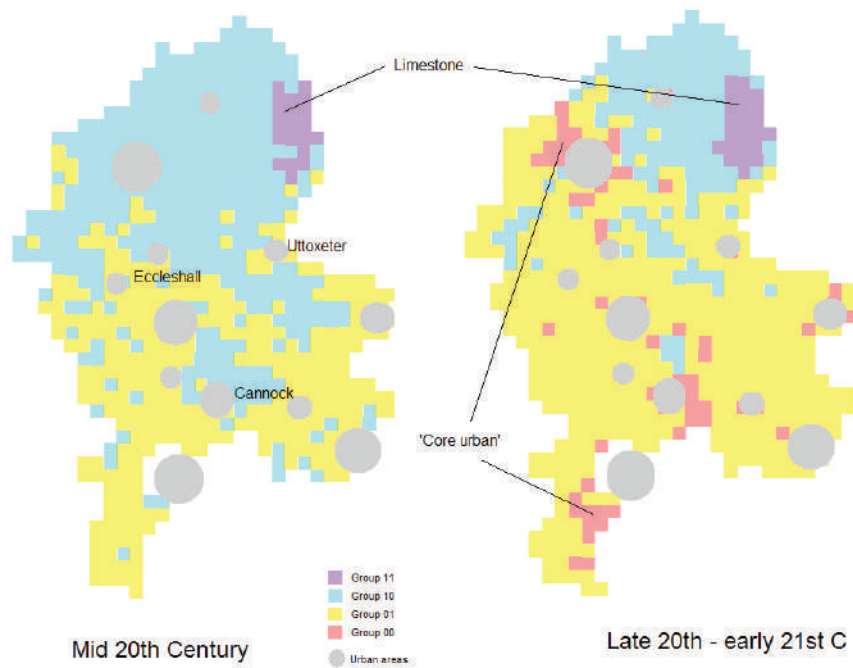 Limestone
Uttoxeter
Eccleshall
Cannock
'Core urban'
Group 11
Group 10
Group 01
Group 00
Urban areas
Mid 20th Century
Late 20th - early 21st C